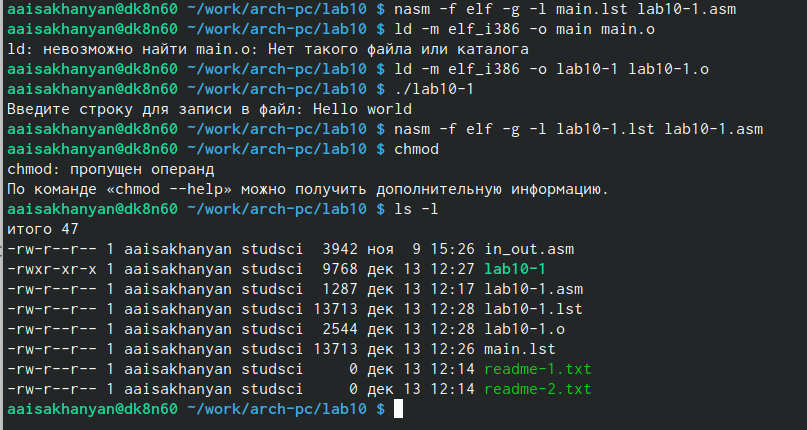 aaisakhanyan@dk8n60 ~/work/arch-pc/lab10 $ nasm -f elf -g -l main.lst lab10-1.asm
aaisakhanyan@dk8n60 ~/work/arch-pc/lab10 $ ld -m elf_i386 -o main main.o
ld: невозможно найти main.o: Нет такого файла или каталога
aaisakhanyan@dk8n60 ~/work/arch-pc/lab10 $ ld -m elf_i386 -o lab10-1 lab10-1.o
aaisakhanyan@dk8n60 ~/work/arch-pc/lab10 $ ./lab10-1
Введите строку для записи в файл: Hello world
aaisakhanyan@dk8n60 ~/work/arch-pc/lab10 $ nasm -f elf -g -l lab10-1.lst lab10-1.asm
aaisakhanyan@dk8n60 ~/work/arch-pc/lab10 $ chmod
chmod: пропущен операнд
По команде «chmod --help» можно получить дополнительную информацию.
aaisakhanyan@dk8n60 ~/work/arch-pc/lab10 $ ls -l
итого 47
-rw-r--r-- 1 aaisakhanyan studsci  3942 ноя  9 15:26 in_out.asm
-rwxr-xr-x 1 aaisakhanyan studsci  9768 дек 13 12:27 lab10-1
-rw-r--r-- 1 aaisakhanyan studsci  1287 дек 13 12:17 lab10-1.asm
-rw-r--r-- 1 aaisakhanyan studsci 13713 дек 13 12:28 lab10-1.lst
-rw-r--r-- 1 aaisakhanyan studsci  2544 дек 13 12:28 lab10-1.o
-rw-r--r-- 1 aaisakhanyan studsci 13713 дек 13 12:26 main.lst
-rw-r--r-- 1 aaisakhanyan studsci     0 дек 13 12:14 readme-1.txt
-rw-r--r-- 1 aaisakhanyan studsci     0 дек 13 12:14 readme-2.txt
aaisakhanyan@dk8n60 ~/work/arch-pc/lab10 $